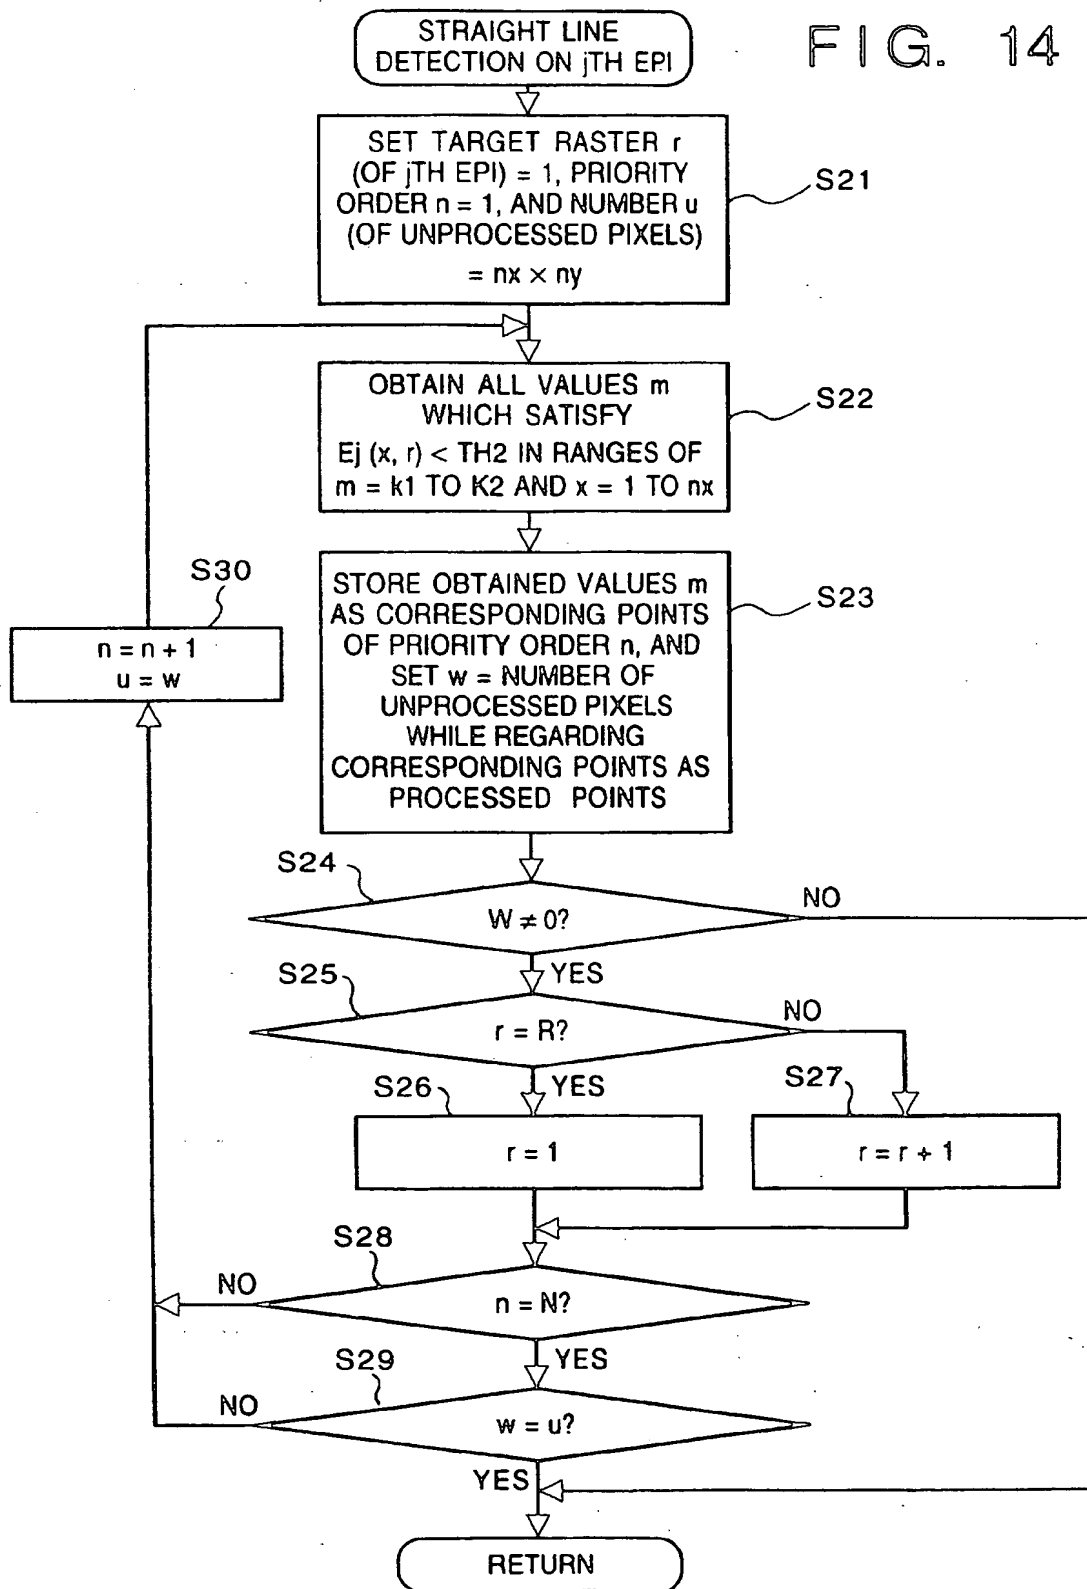 FIG. 14
STRAIGHT LINE
DETECTION ON jTH EPI
SET TARGET RASTER r
(OF jTH EPI) = 1, PRIORITY
ORDER n = 1, AND NUMBER u
(OF UNPROCESSED PIXELS)
= nx × ny
S21
OBTAIN ALL VALUES m
WHICH SATISFY
Ej (x, r) < TH2 IN RANGES OF
m = k1 TO K2 AND x = 1 TO nx
S22
STORE OBTAINED VALUES m
AS CORRESPONDING POINTS
OF PRIORITY ORDER n, AND
SET w = NUMBER OF
UNPROCESSED PIXELS
WHILE REGARDING
CORRESPONDING POINTS AS
PROCESSED POINTS
S23
S30
n = n + 1
u = w
S24
W ≠ 0?
NO
YES
S25
r = R?
NO
YES
S26
r = 1
S27
r = r + 1
S28
n = N?
NO
YES
S29
w = u?
NO
YES
RETURN